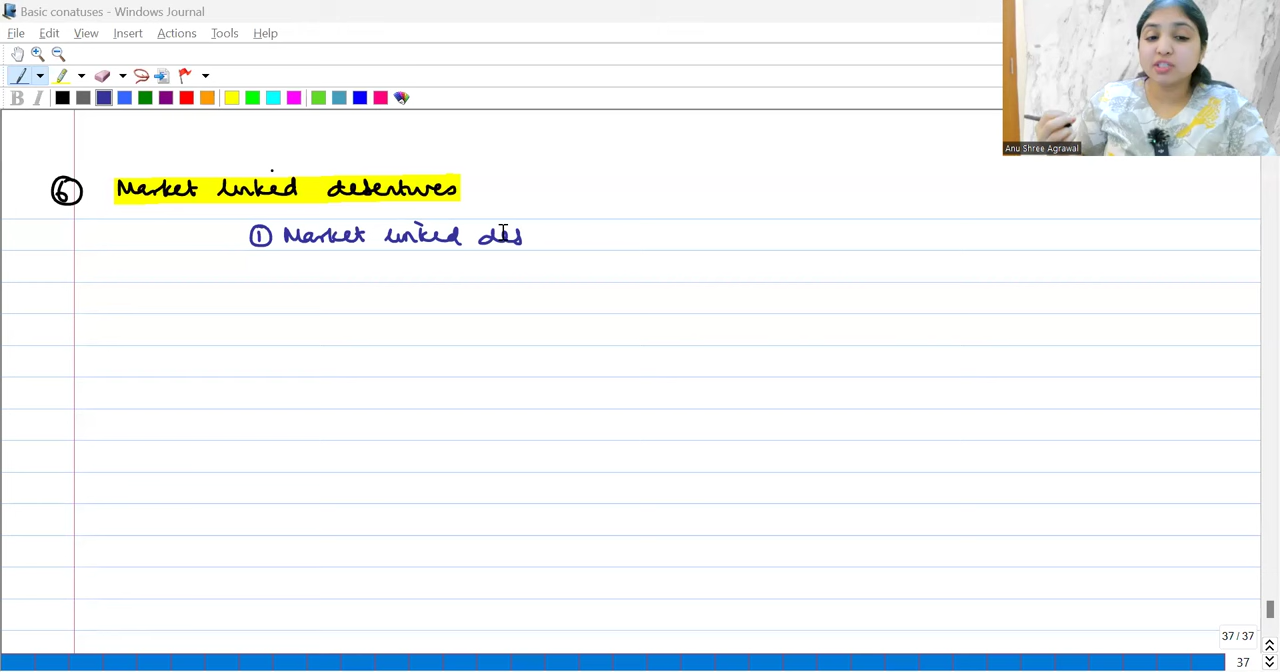 Basic conatuses - Windows Journal
File Edit View Insert Actions Tools Help
B I
Anu Shree Agrawal
6 Market linked debentures
1 Market linked deb
37 / 37
37